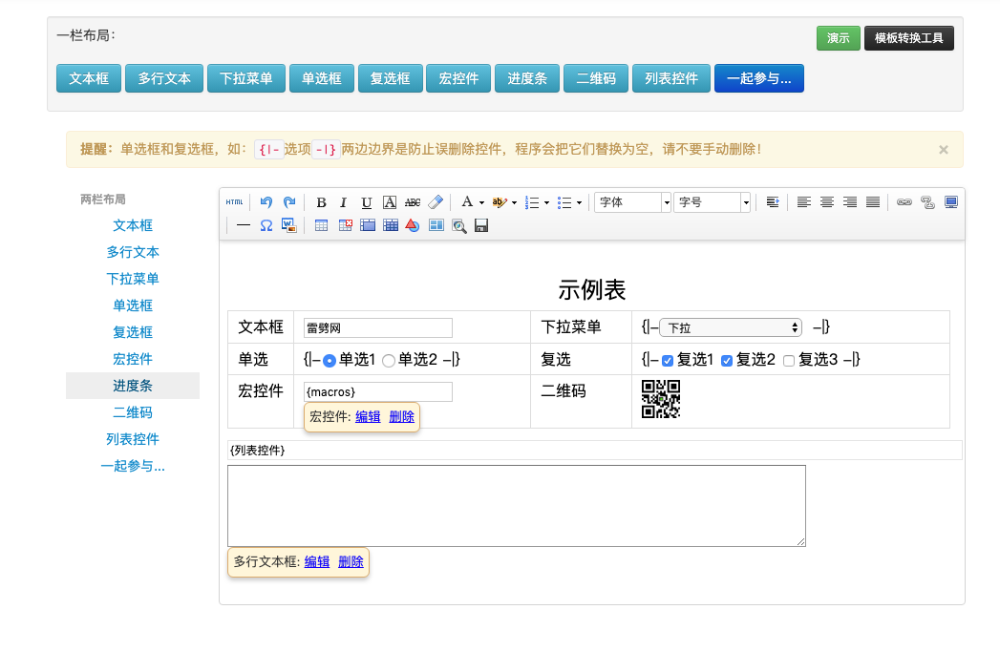 一栏布局：
演示 模板转换工具
文本框 多行文本 下拉菜单 单选框 复选框 宏控件 进度条 二维码 列表控件 一起参与...
提醒：单选框和复选框，如：{|-选项-|}两边边界是防止误删除控件，程序会把它们替换为空，请不要手动删除！ ×
两栏布局
文本框
多行文本
下拉菜单
单选框
复选框
宏控件
进度条
二维码
列表控件
一起参与...
HTML B I U A ABC A ab 字体 字号
Ω W
示例表
文本框 雷劈网 下拉菜单 {|- 下拉 -|}
单选 {|- 单选1 单选2 -|} 复选 {|- 复选1 复选2 复选3 -|}
宏控件 {macros} 二维码
宏控件: 编辑 删除
{列表控件}
多行文本框: 编辑 删除